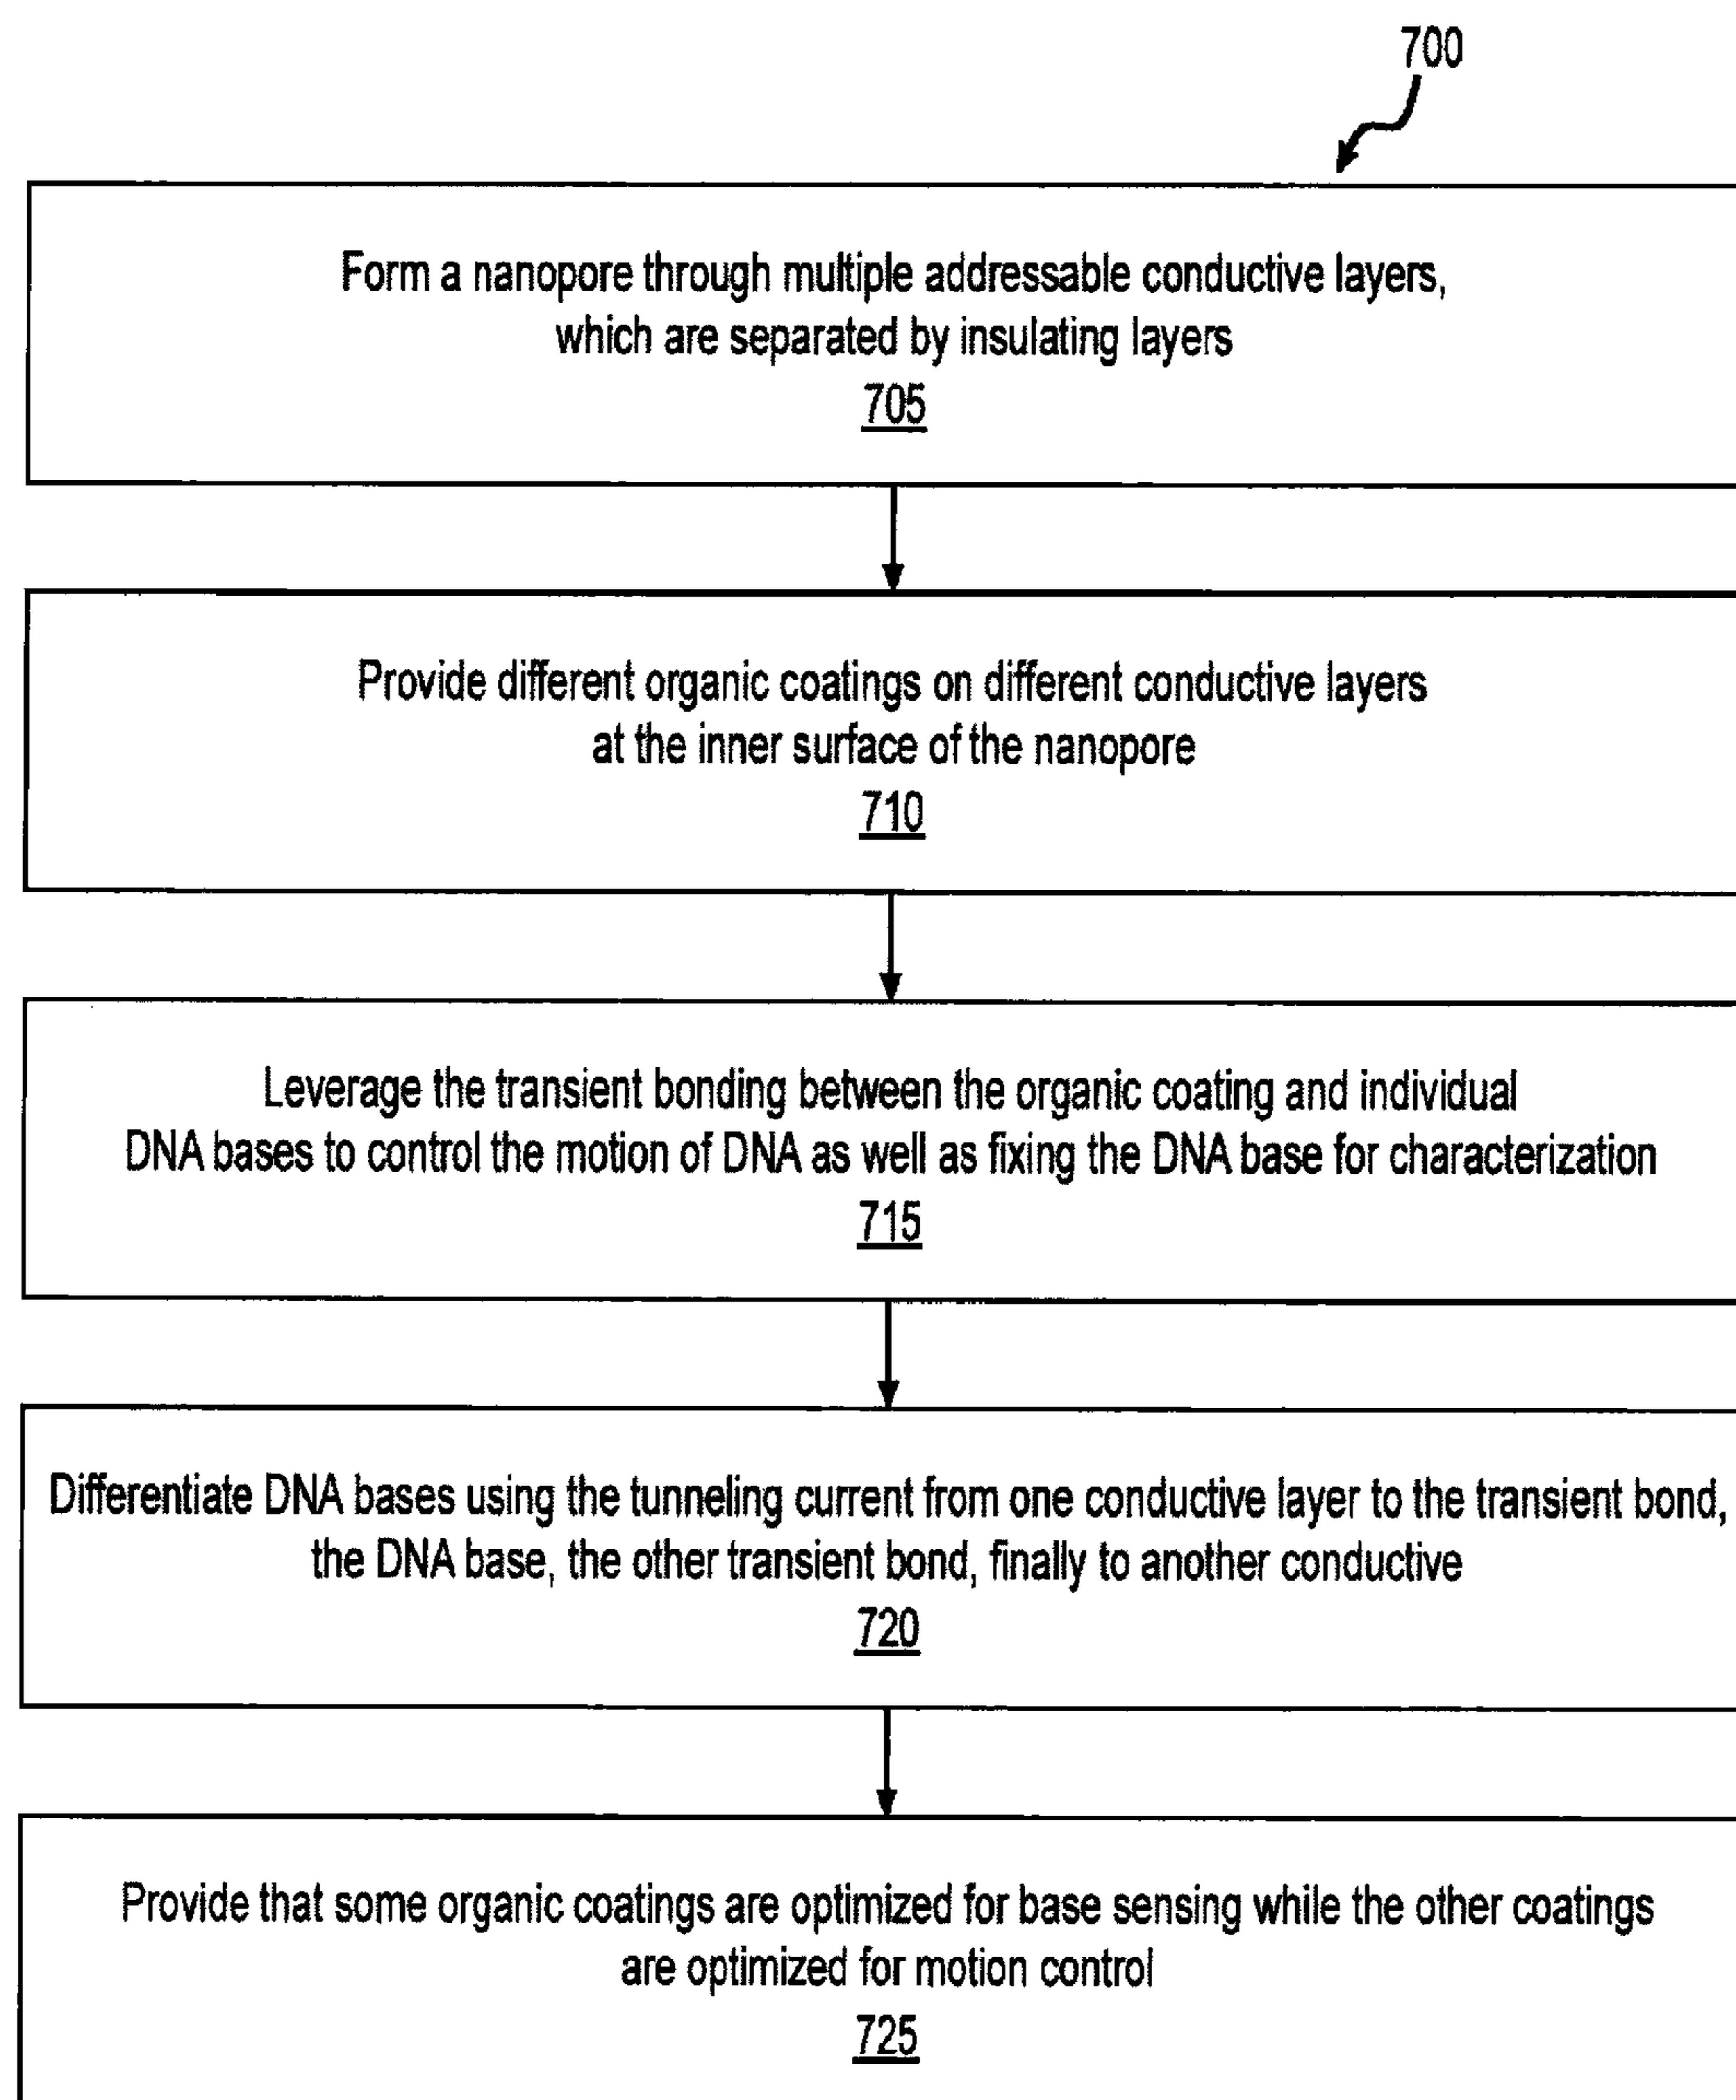 700
Form a nanopore through multiple addressable conductive layers,
which are separated by insulating layers
705
Provide different organic coatings on different conductive layers
at the inner surface of the nanopore
710
Leverage the transient bonding between the organic coating and individual
DNA bases to control the motion of DNA as well as fixing the DNA base for characterization
715
Differentiate DNA bases using the tunneling current from one conductive layer to the transient bond,
the DNA base, the other transient bond, finally to another conductive
720
Provide that some organic coatings are optimized for base sensing while the other coatings
are optimized for motion control
725